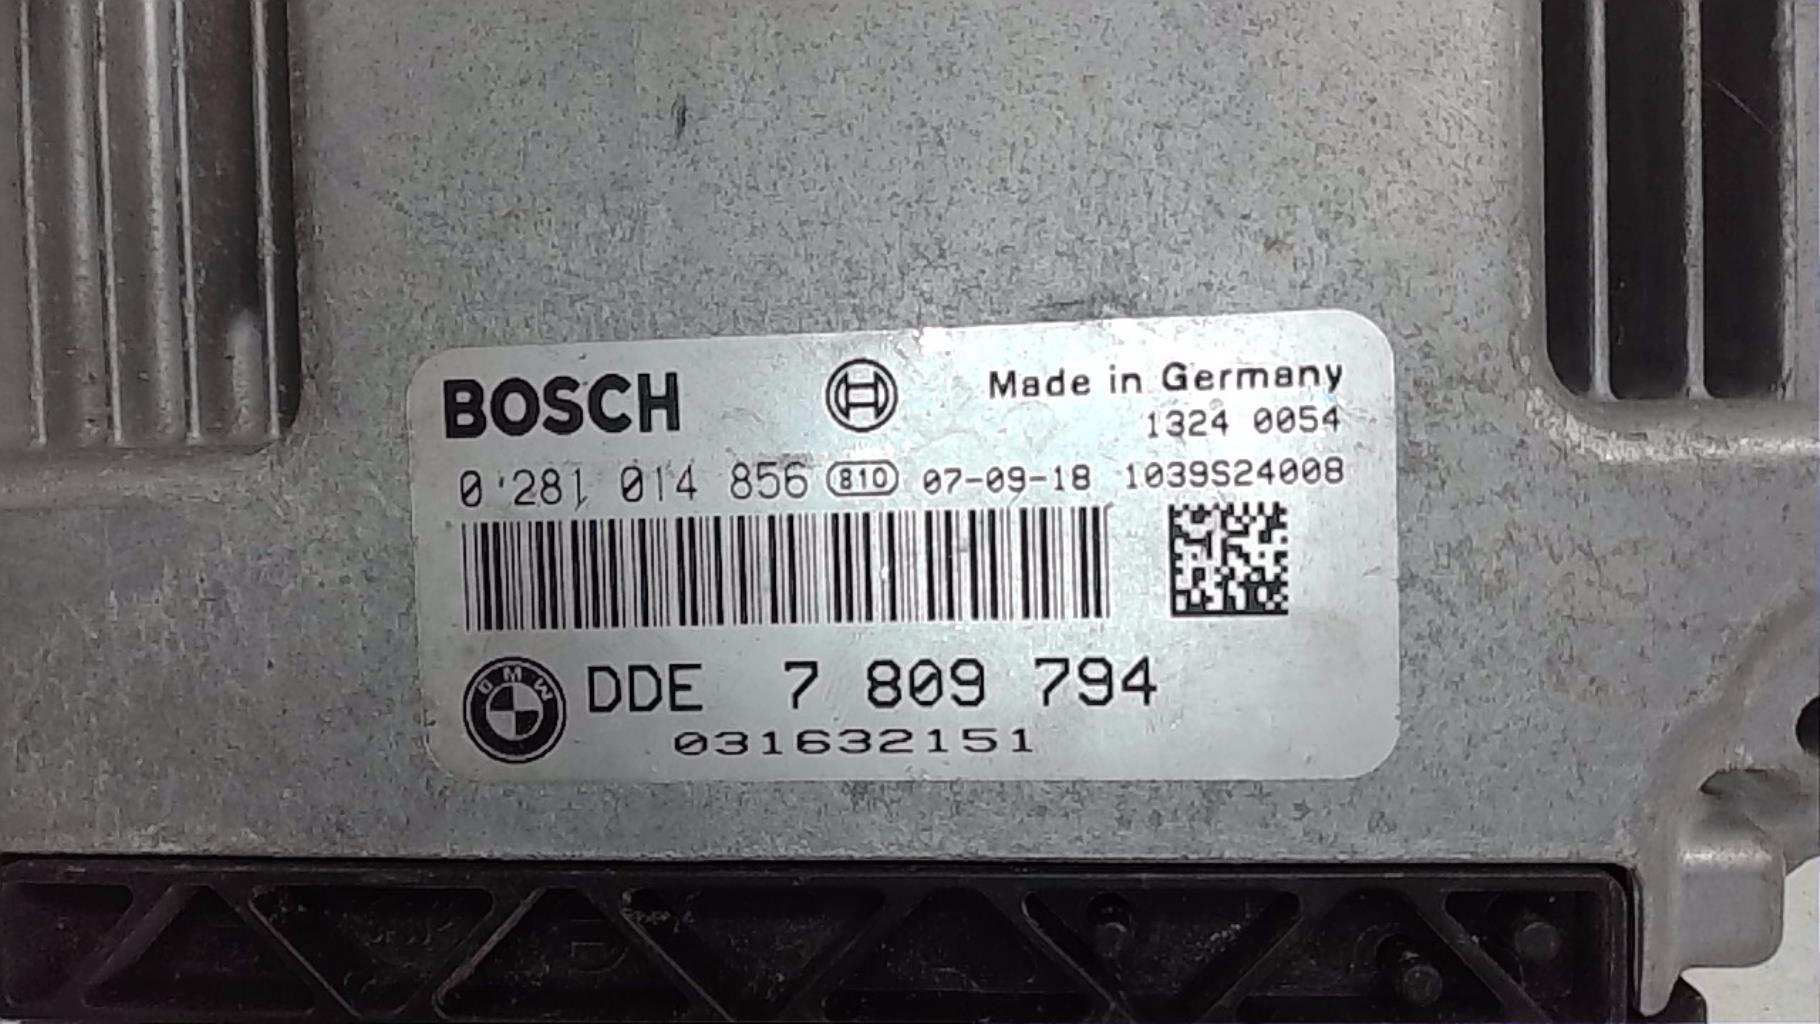 BOSCH
Made in Germany
1324 0054
0 281 014 856 810 07-09-18 1039S24008
BMW DDE 7 809 794
031632151